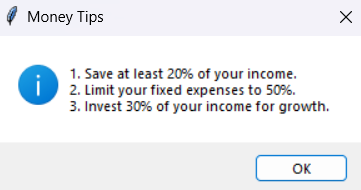 Money Tips
1. Save at least 20% of your income.
2. Limit your fixed expenses to 50%.
3. Invest 30% of your income for growth.
OK